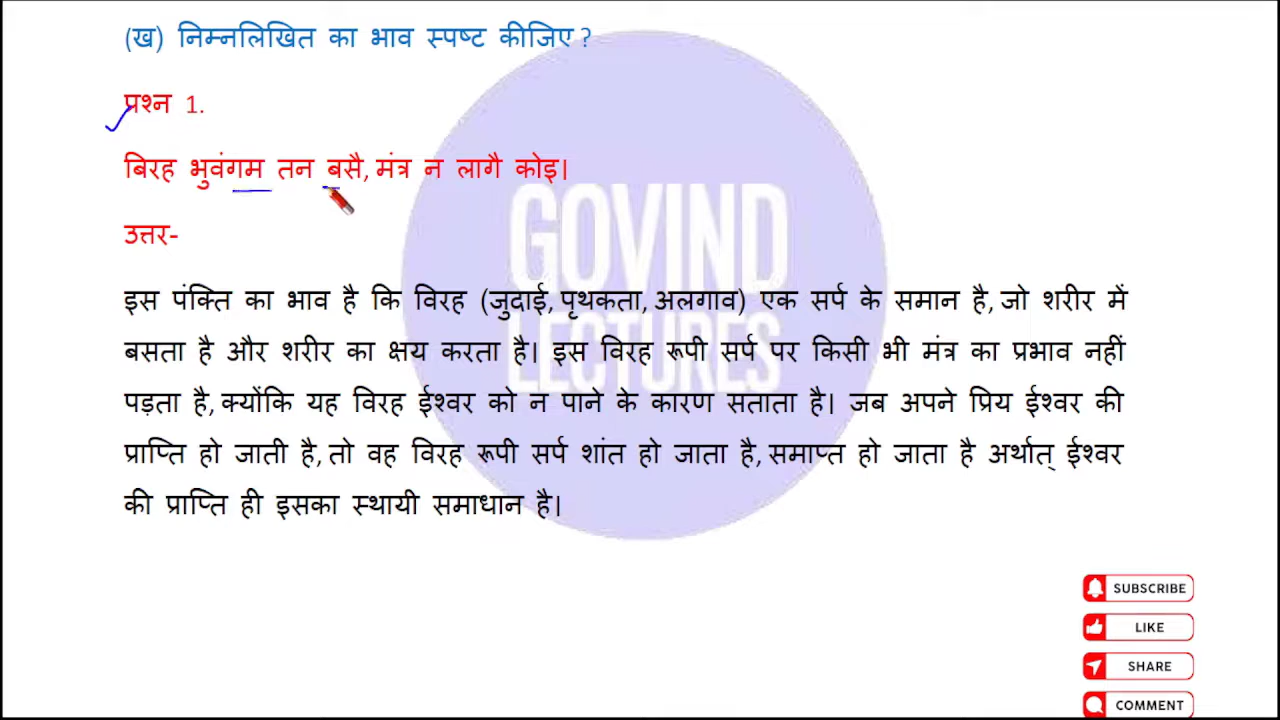 (ख) निम्नलिखित का भाव स्पष्ट कीजिए ?
प्रश्न 1.
बिरह भुवंगम तन बसै, मंत्र न लागै कोइ।
उत्तर-
इस पंक्ति का भाव है कि विरह (जुदाई, पृथकता, अलगाव) एक सर्प के समान है, जो शरीर में
बसता है और शरीर का क्षय करता है। इस विरह रूपी सर्प पर किसी भी मंत्र का प्रभाव नहीं
पड़ता है, क्योंकि यह विरह ईश्वर को न पाने के कारण सताता है। जब अपने प्रिय ईश्वर की
प्राप्ति हो जाती है, तो वह विरह रूपी सर्प शांत हो जाता है, समाप्त हो जाता है अर्थात् ईश्वर
की प्राप्ति ही इसका स्थायी समाधान है।
GOVIND
LECTURES
SUBSCRIBE
LIKE
SHARE
COMMENT